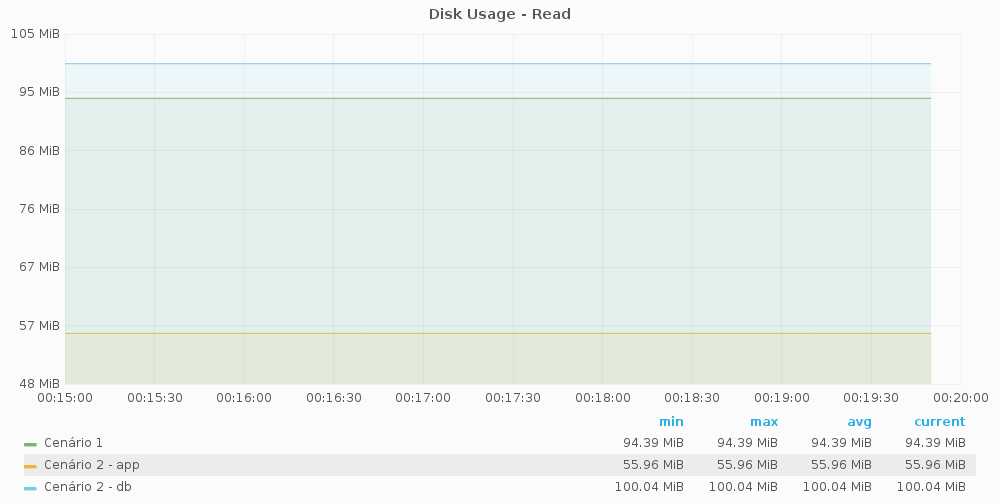 Disk Usage - Read
105 MiB
95 MiB
86 MiB
76 MiB
67 MiB
57 MiB
48 MiB
00:15:00 00:15:30 00:16:00 00:16:30 00:17:00 00:17:30 00:18:00 00:18:30 00:19:00 00:19:30 00:20:00
min max avg current
Cenário 1 94.39 MiB 94.39 MiB 94.39 MiB 94.39 MiB
Cenário 2 - app 55.96 MiB 55.96 MiB 55.96 MiB 55.96 MiB
Cenário 2 - db 100.04 MiB 100.04 MiB 100.04 MiB 100.04 MiB